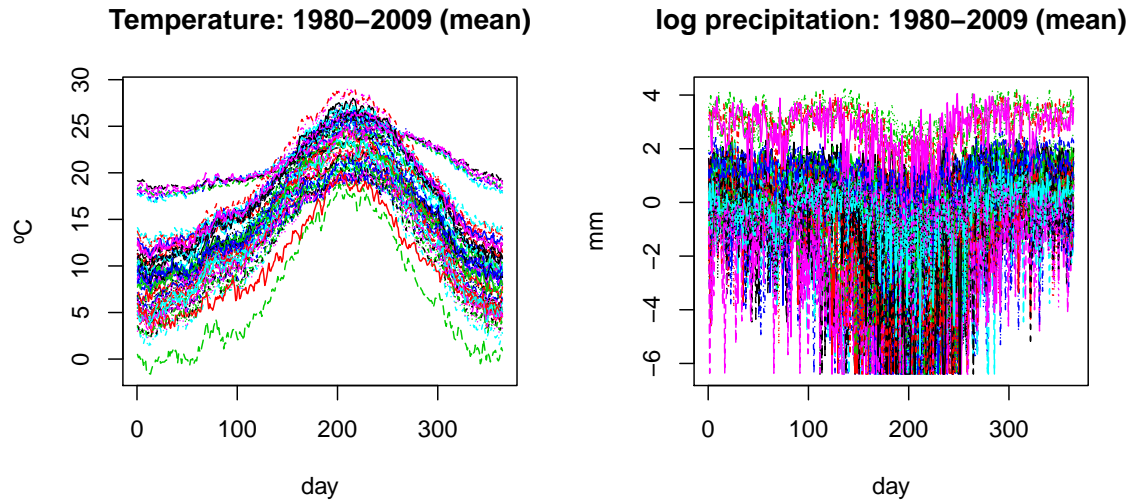 Temperature: 1980−2009 (mean)
ºC
30
25
20
15
10
5
0
0 100 200 300
day
log precipitation: 1980−2009 (mean)
mm
4
2
0
−2
−4
−6
0 100 200 300
day